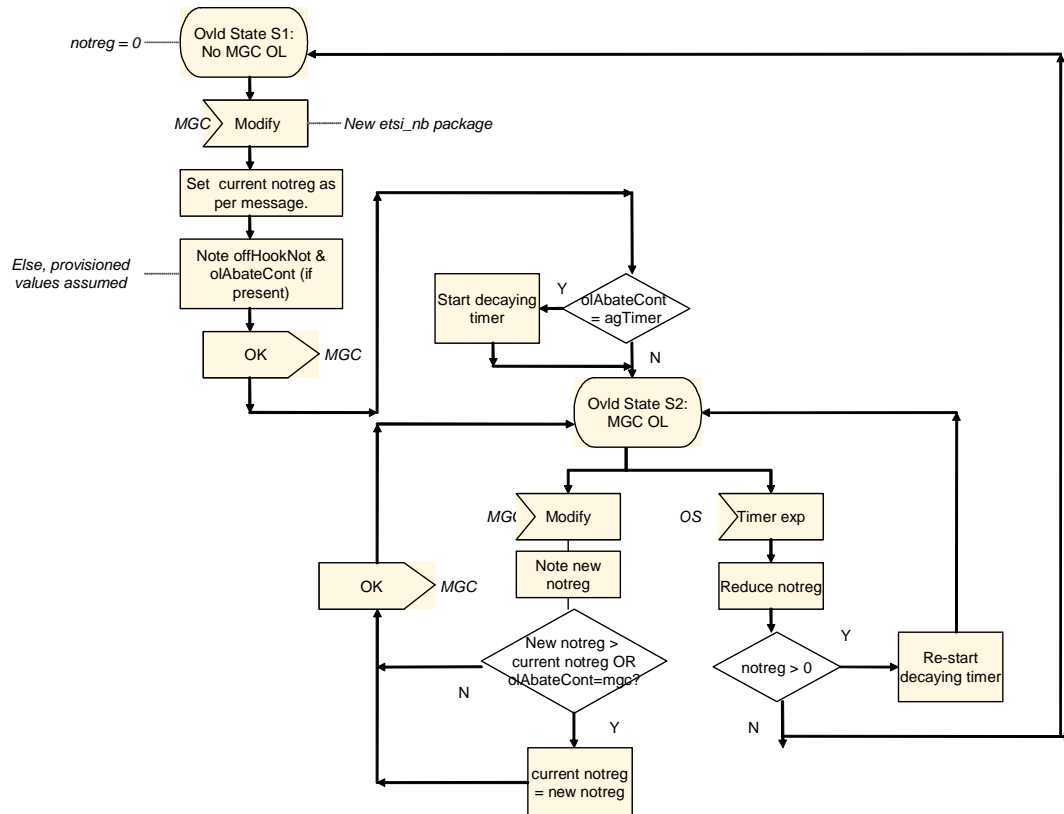 notreg = 0
Ovld State S1:
No MGC OL
MGC
Modify
New etsi_nb package
Set current notreg as
per message.
Else, provisioned
values assumed
Note offHookNot &
olAbateCont (if
present)
OK
MGC
Start decaying
timer
Y
olAbateCont
= agTimer
N
Ovld State S2:
MGC OL
MGC
Modify
OS
Timer exp
Note new
notreg
Reduce notreg
OK
MGC
New notreg >
current notreg OR
olAbateCont=mgc?
N
Y
notreg > 0
Y
N
Re-start
decaying timer
current notreg
= new notreg